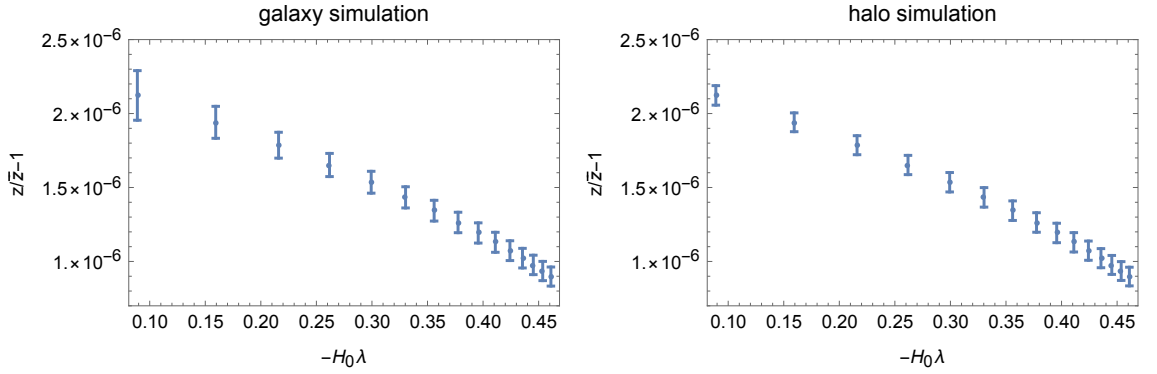 galaxy simulation
2.5×10⁻⁶
2.×10⁻⁶
1.5×10⁻⁶
1.×10⁻⁶
z/z̄−1
0.10 0.15 0.20 0.25 0.30 0.35 0.40 0.45
−H₀λ
halo simulation
2.5×10⁻⁶
2.×10⁻⁶
1.5×10⁻⁶
1.×10⁻⁶
z/z̄−1
0.10 0.15 0.20 0.25 0.30 0.35 0.40 0.45
−H₀λ